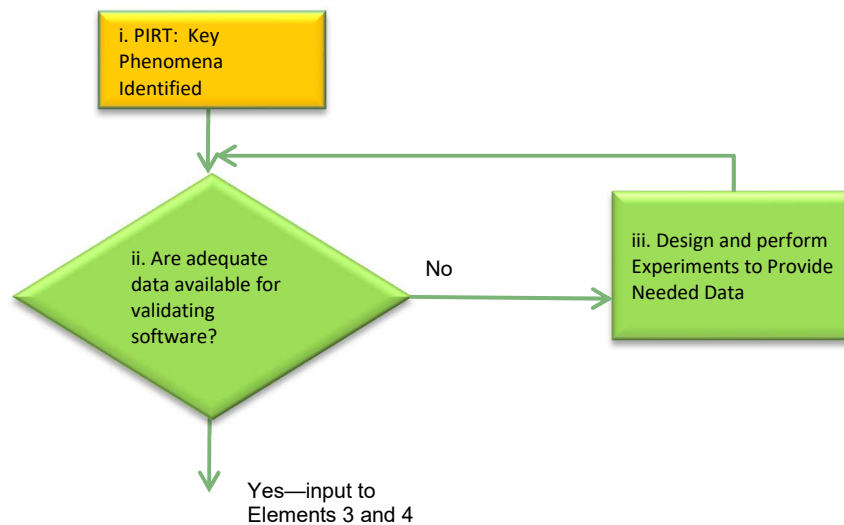 i. PIRT:  Key
Phenomena
Identified
ii. Are adequate
data available for
validating
software?
No
iii. Design and perform
Experiments to Provide
Needed Data
Yes—input to
Elements 3 and 4